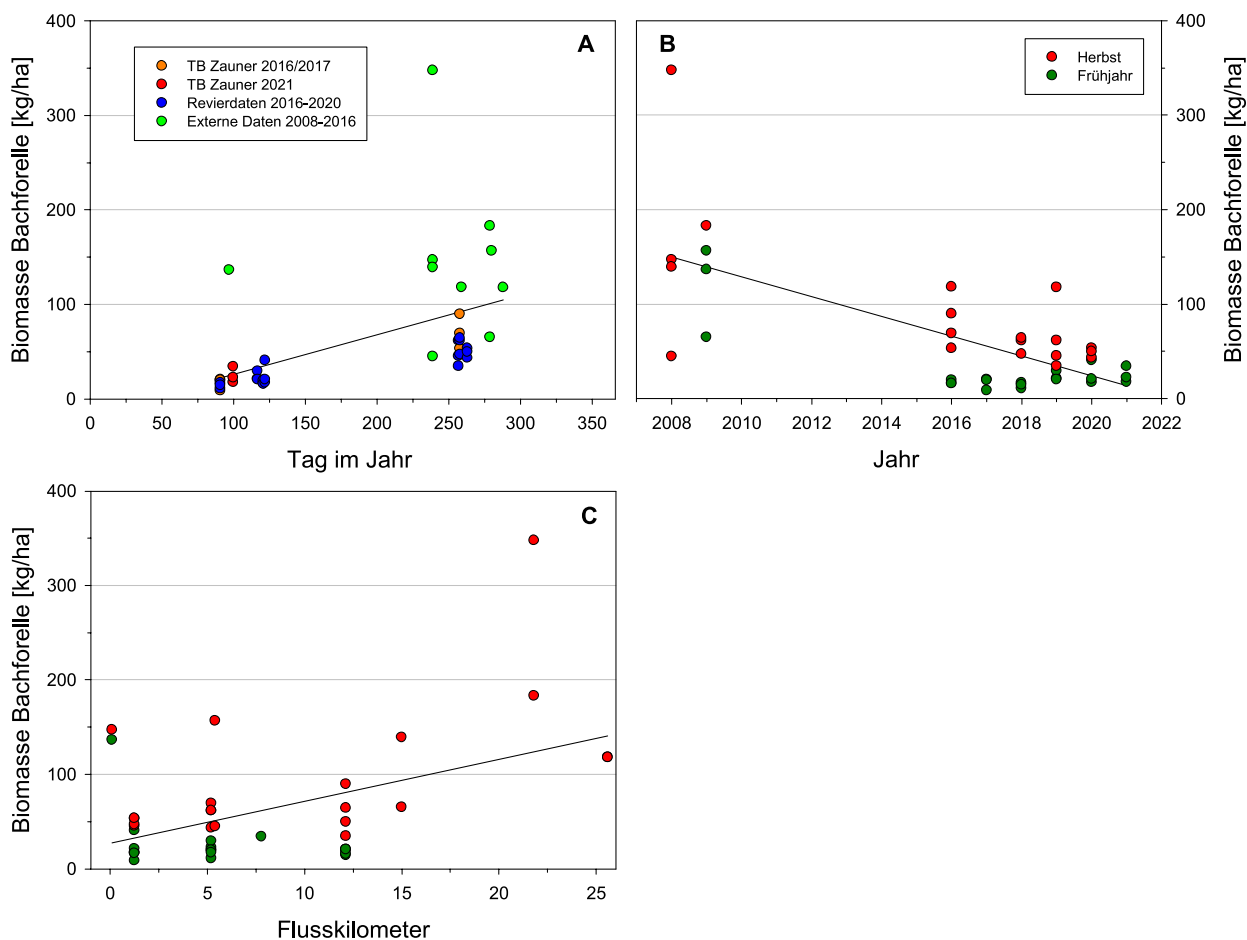 A
Biomasse Bachforelle [kg/ha]
400
300
200
100
0
TB Zauner 2016/2017
TB Zauner 2021
Revierdaten 2016-2020
Externe Daten 2008-2016
0 50 100 150 200 250 300 350
Tag im Jahr
B
Herbst
Frühjahr
400
300
200
100
0
Biomasse Bachforelle [kg/ha]
2008 2010 2012 2014 2016 2018 2020 2022
Jahr
C
Biomasse Bachforelle [kg/ha]
400
300
200
100
0
0 5 10 15 20 25
Flusskilometer